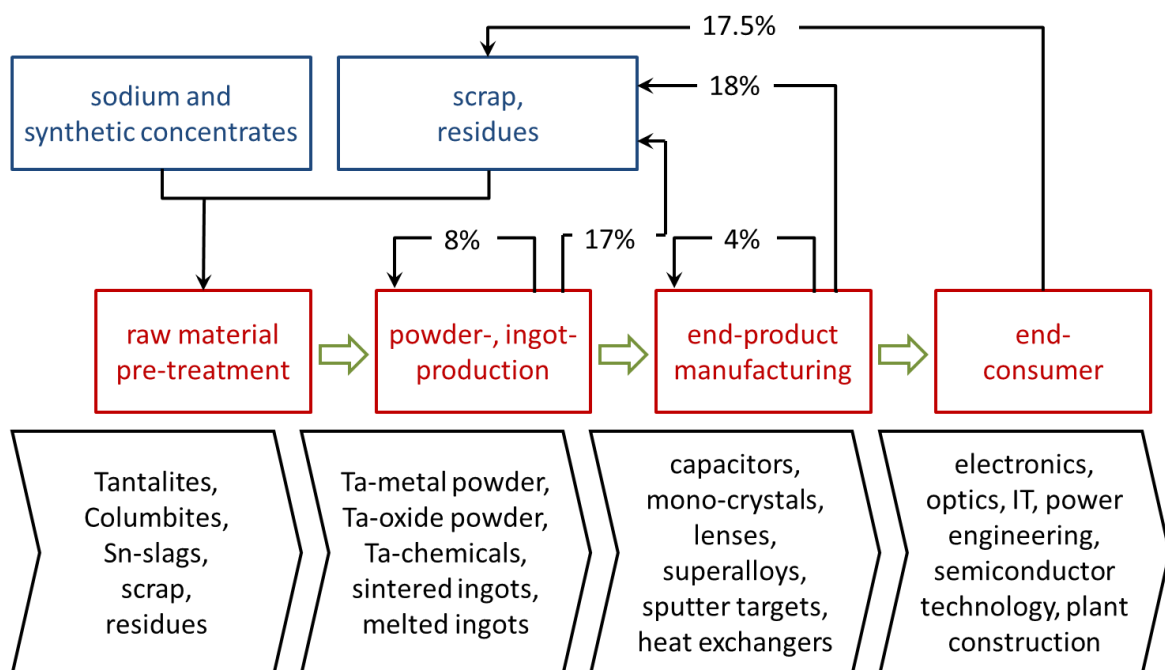 17.5%
sodium and
synthetic concentrates
scrap,
residues
18%
8%
17%
4%
raw material
pre-treatment
powder-, ingot-
production
end-product
manufacturing
end-
consumer
Tantalites,
Columbites,
Sn-slags,
scrap,
residues
Ta-metal powder,
Ta-oxide powder,
Ta-chemicals,
sintered ingots,
melted ingots
capacitors,
mono-crystals,
lenses,
superalloys,
sputter targets,
heat exchangers
electronics,
optics, IT, power
engineering,
semiconductor
technology, plant
construction